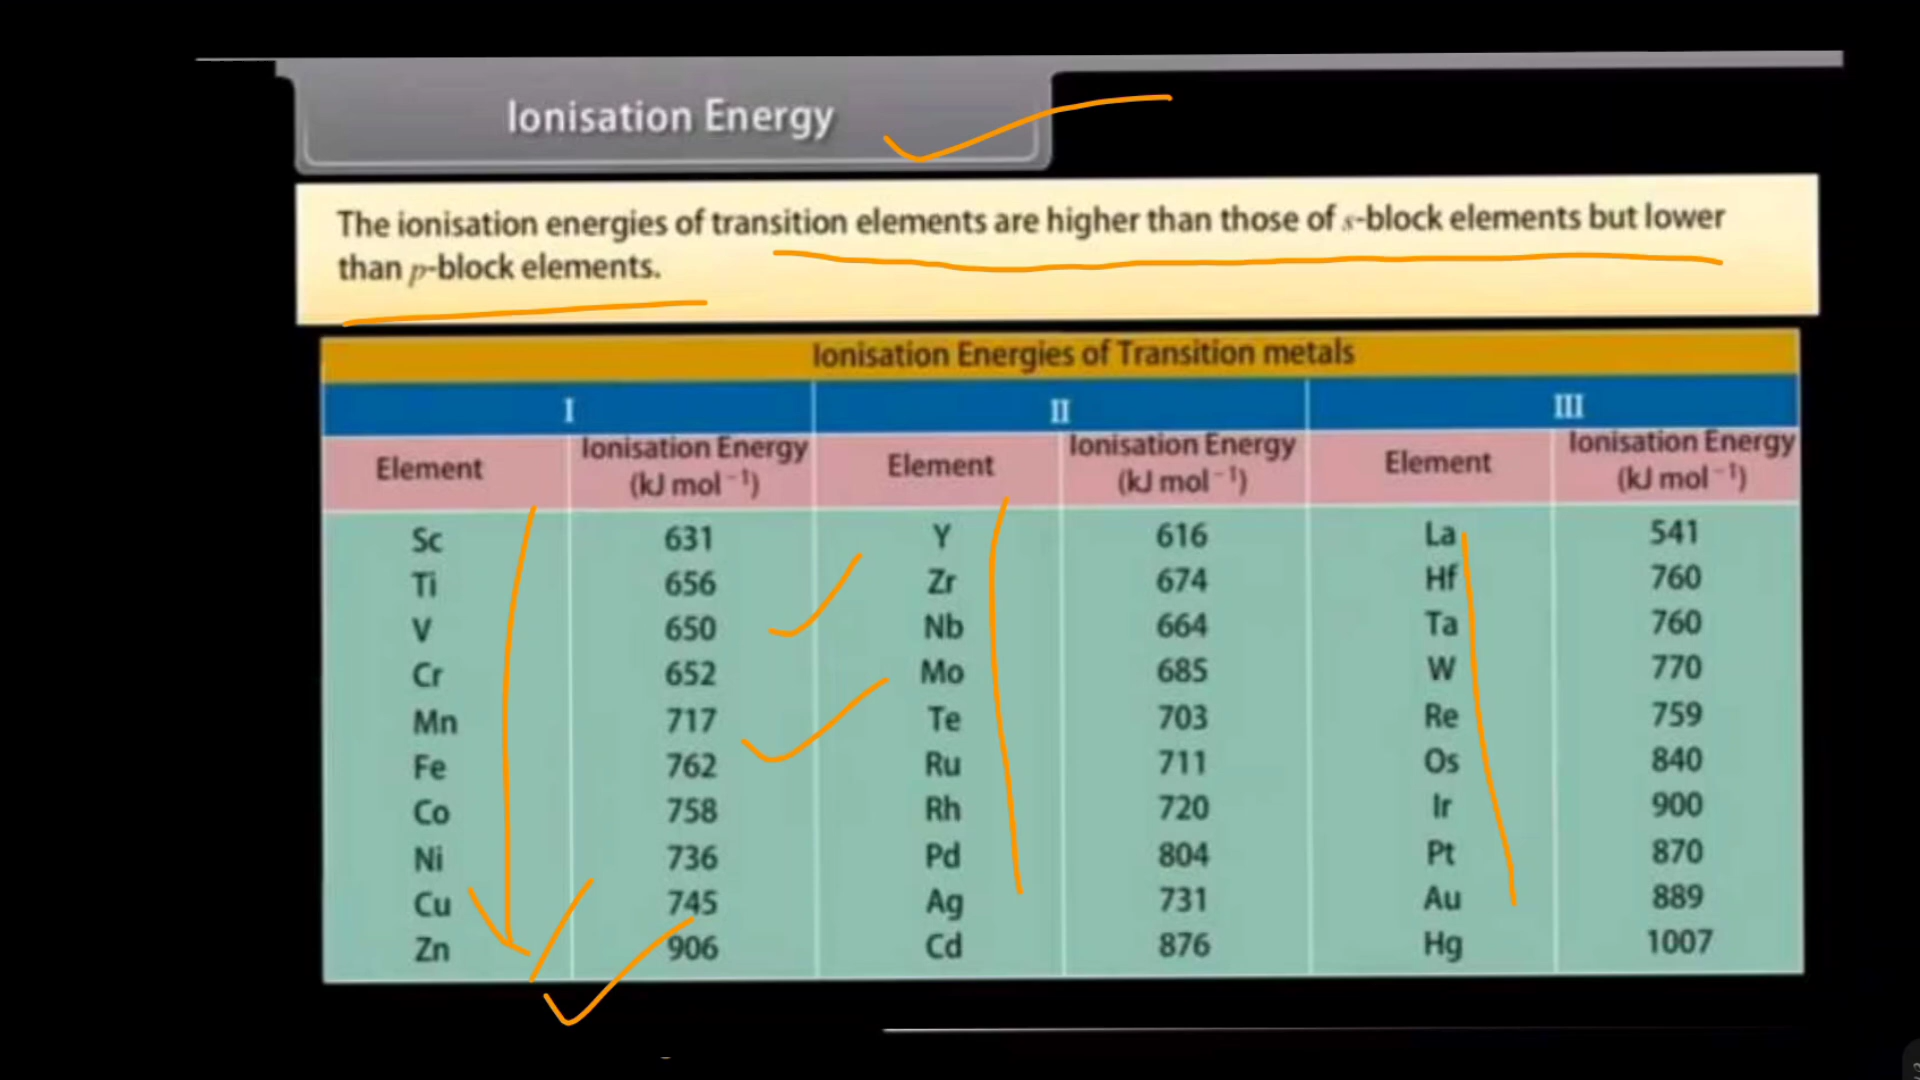 Ionisation Energy
The ionisation energies of transition elements are higher than those of s-block elements but lower
than p-block elements.
Ionisation Energies of Transition metals
I II III
Element Ionisation Energy (kJ mol⁻¹) Element Ionisation Energy (kJ mol⁻¹) Element Ionisation Energy (kJ mol⁻¹)
Sc 631 Y 616 La 541
Ti 656 Zr 674 Hf 760
V 650 Nb 664 Ta 760
Cr 652 Mo 685 W 770
Mn 717 Te 703 Re 759
Fe 762 Ru 711 Os 840
Co 758 Rh 720 Ir 900
Ni 736 Pd 804 Pt 870
Cu 745 Ag 731 Au 889
Zn 906 Cd 876 Hg 1007